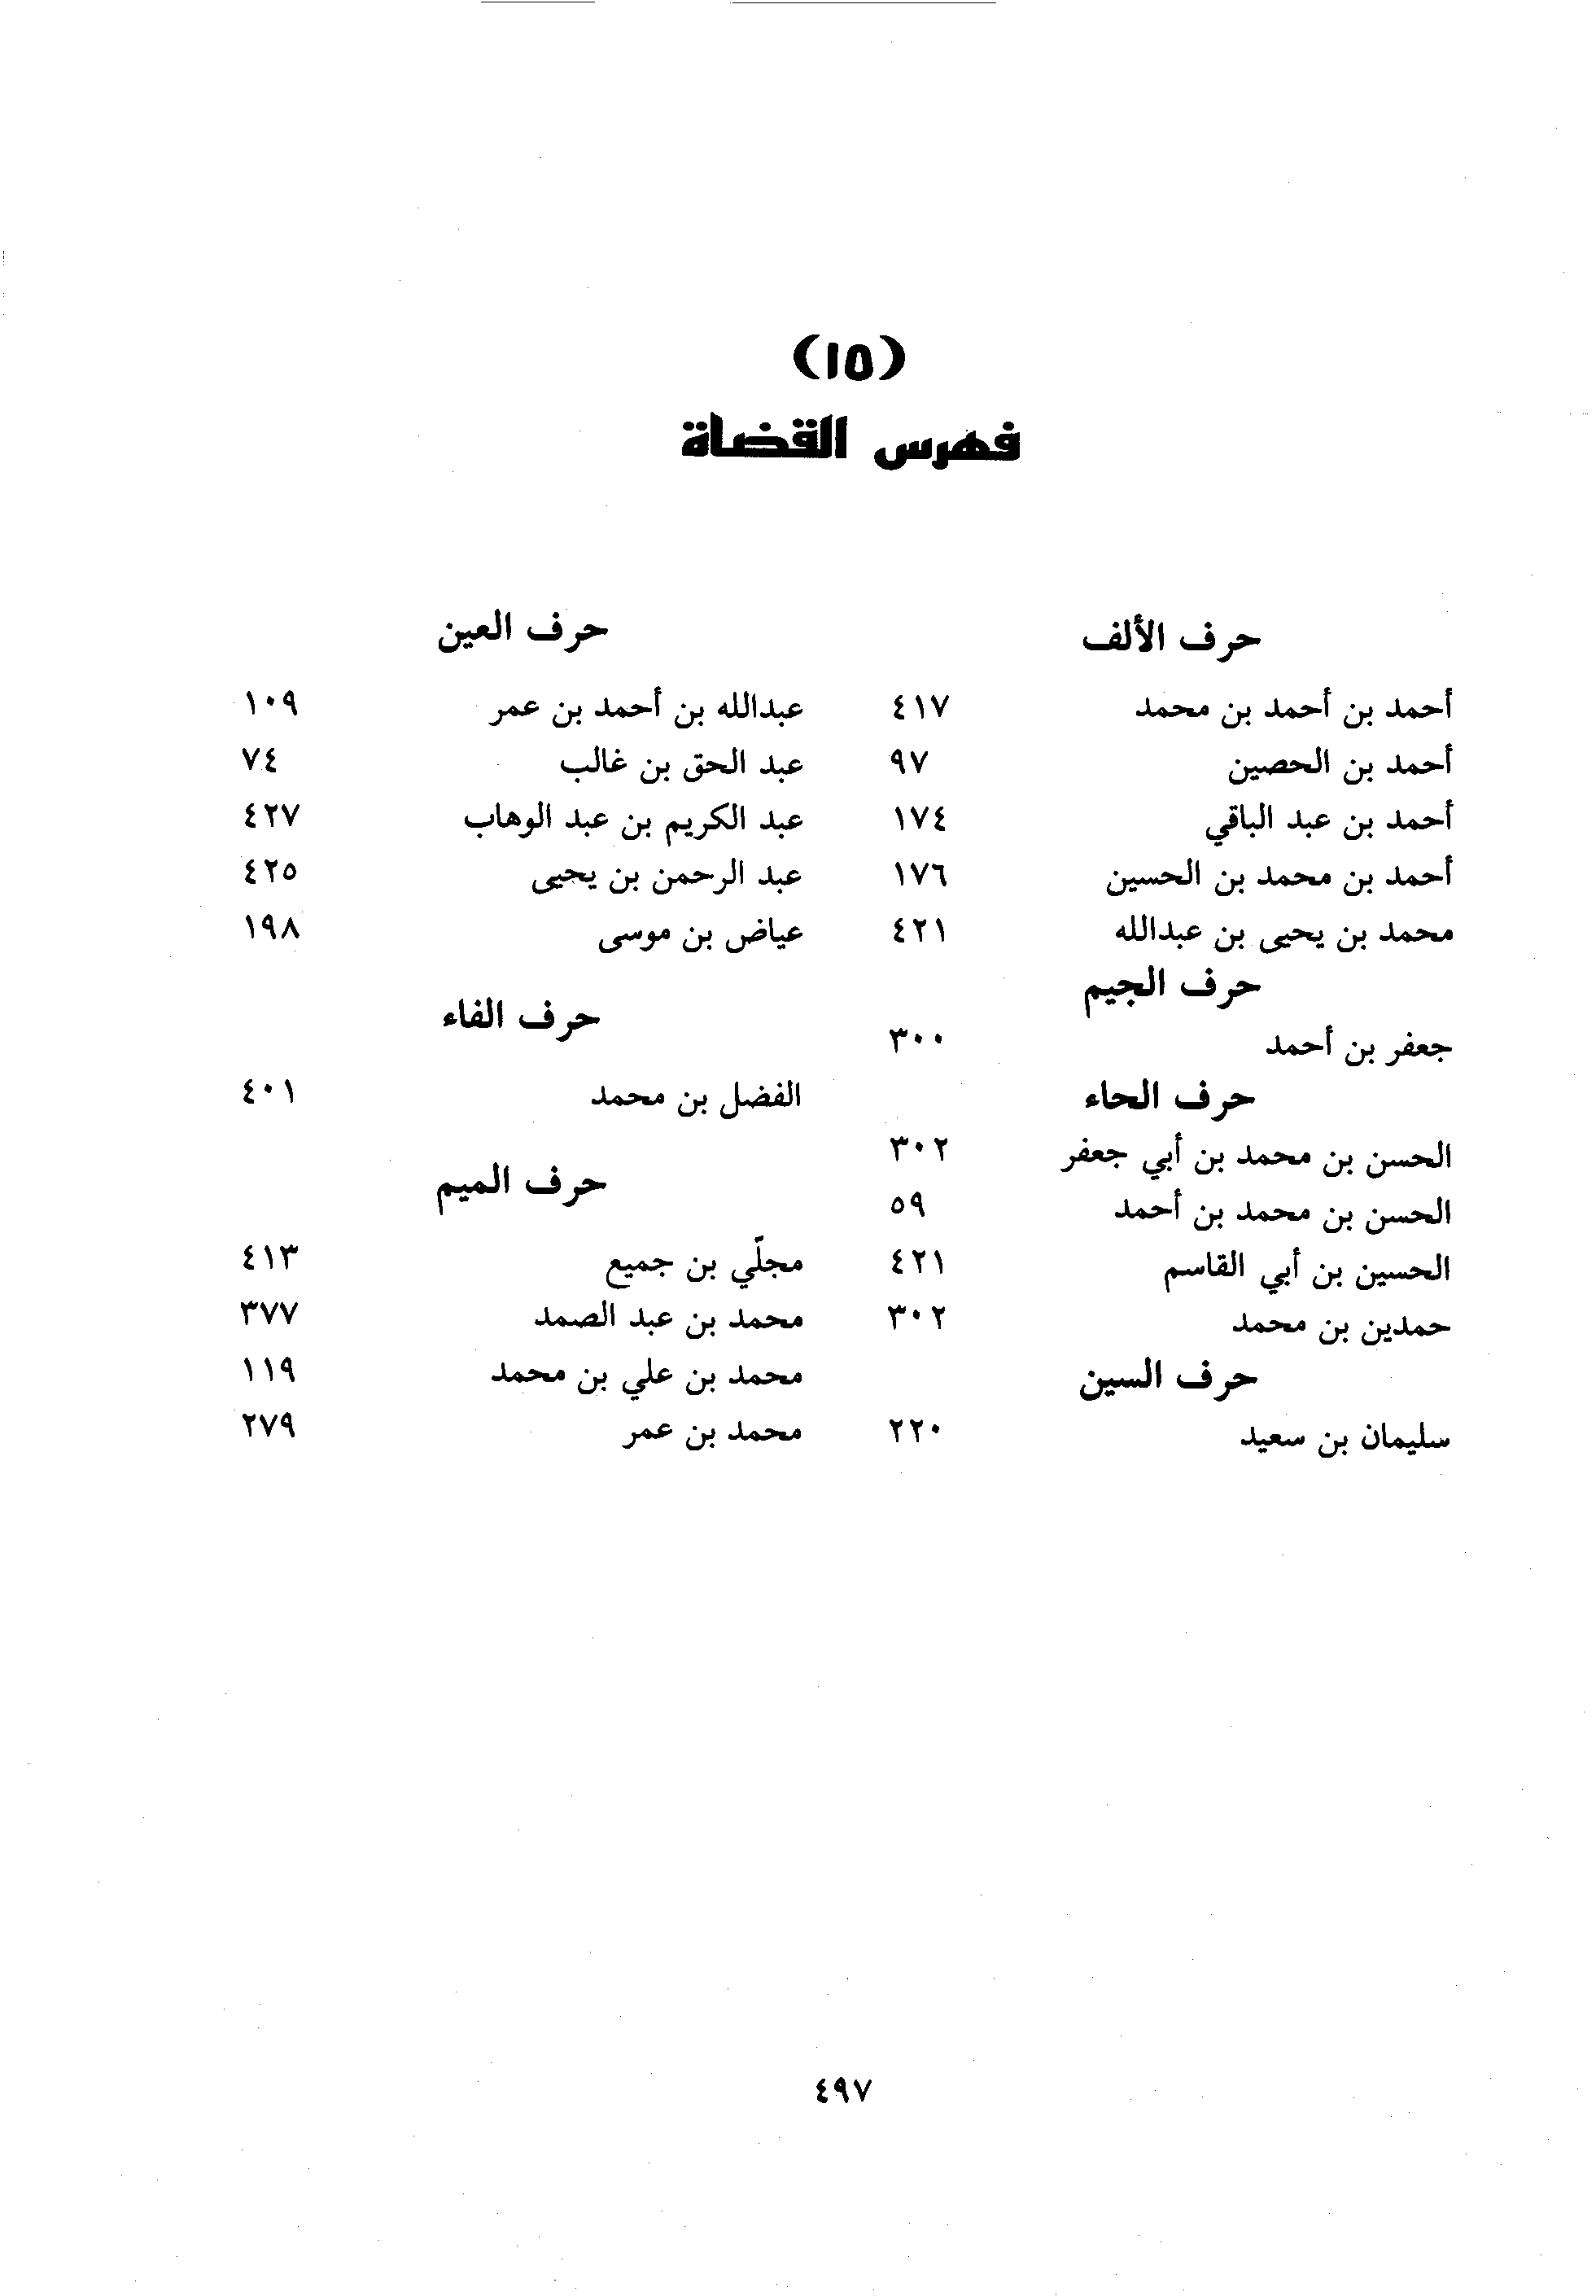 (١٥)
فهرس القضاة
حرف الألف
أحمد بن أحمد بن محمد ٤١٧
أحمد بن الحصين ٩٧
أحمد بن عبد الباقي ١٧٤
أحمد بن محمد بن الحسين ١٧٦
محمد بن يحيى بن عبدالله ٤٢١
حرف الجيم
جعفر بن أحمد ٣٠٠
حرف الحاء
الحسن بن محمد بن أبي جعفر ٣٠٢
الحسن بن محمد بن أحمد ٥٩
الحسين بن أبي القاسم ٤٢١
حمدين بن محمد ٣٠٢
حرف السين
سليمان بن سعيد ٢٢٠
حرف العين
عبدالله بن أحمد بن عمر ١٠٩
عبد الحق بن غالب ٧٤
عبد الكريم بن عبد الوهاب ٤٢٧
عبد الرحمن بن يحيى ٤٢٥
عياض بن موسى ١٩٨
حرف الفاء
الفضل بن محمد ٤٠١
حرف الميم
مجلّي بن جميع ٤١٣
محمد بن عبد الصمد ٣٧٧
محمد بن علي بن محمد ١١٩
محمد بن عمر ٢٧٩
٤٩٧